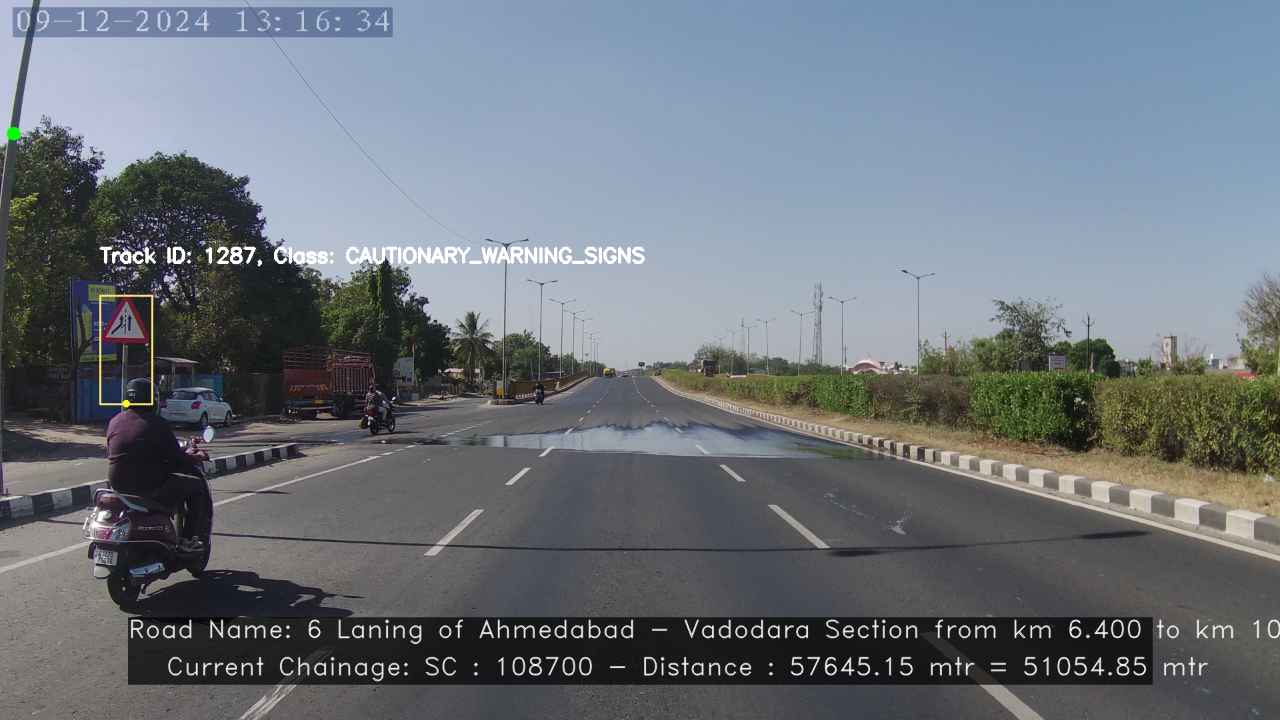 09-12-2024 13:16:34
Track ID: 1287, Class: CAUTIONARY_WARNING_SIGNS
Road Name: 6 Laning of Ahmedabad - Vadodara Section from km 6.400 to km 10
Current Chainage: SC : 108700 - Distance : 57645.15 mtr = 51054.85 mtr